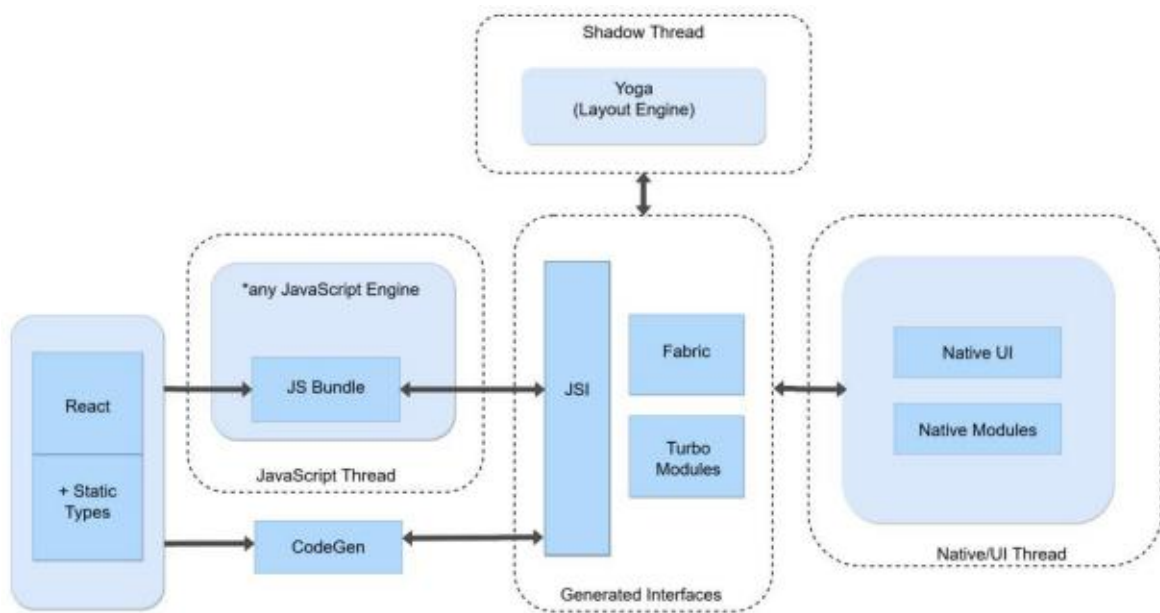 Shadow Thread
Yoga
(Layout Engine)
*any JavaScript Engine
JS Bundle
JavaScript Thread
React
+ Static
Types
CodeGen
JSI
Fabric
Turbo
Modules
Generated Interfaces
Native UI
Native Modules
Native/UI Thread